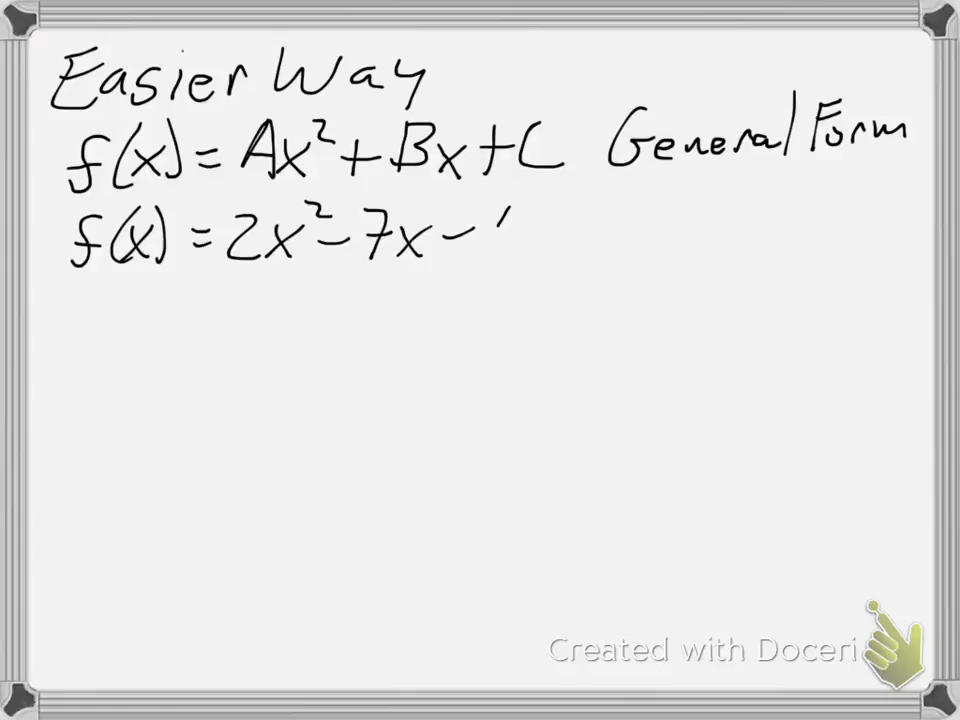 Easier Way
f(x) = Ax² + Bx + C General Form
f(x) = 2x² - 7x -
Created with Doceri